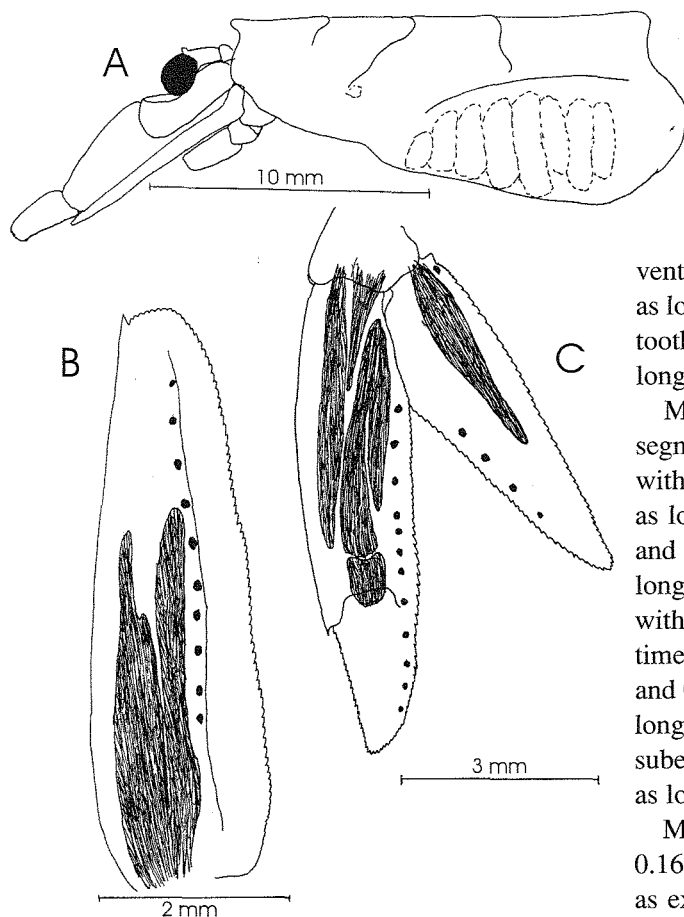 A
10 mm
B
C
3 mm
2 mm
vent
as lo
tooth
long
M
segn
with
as lo
and
long
with
time
and
long
sube
as lo
M
0.16
as ex